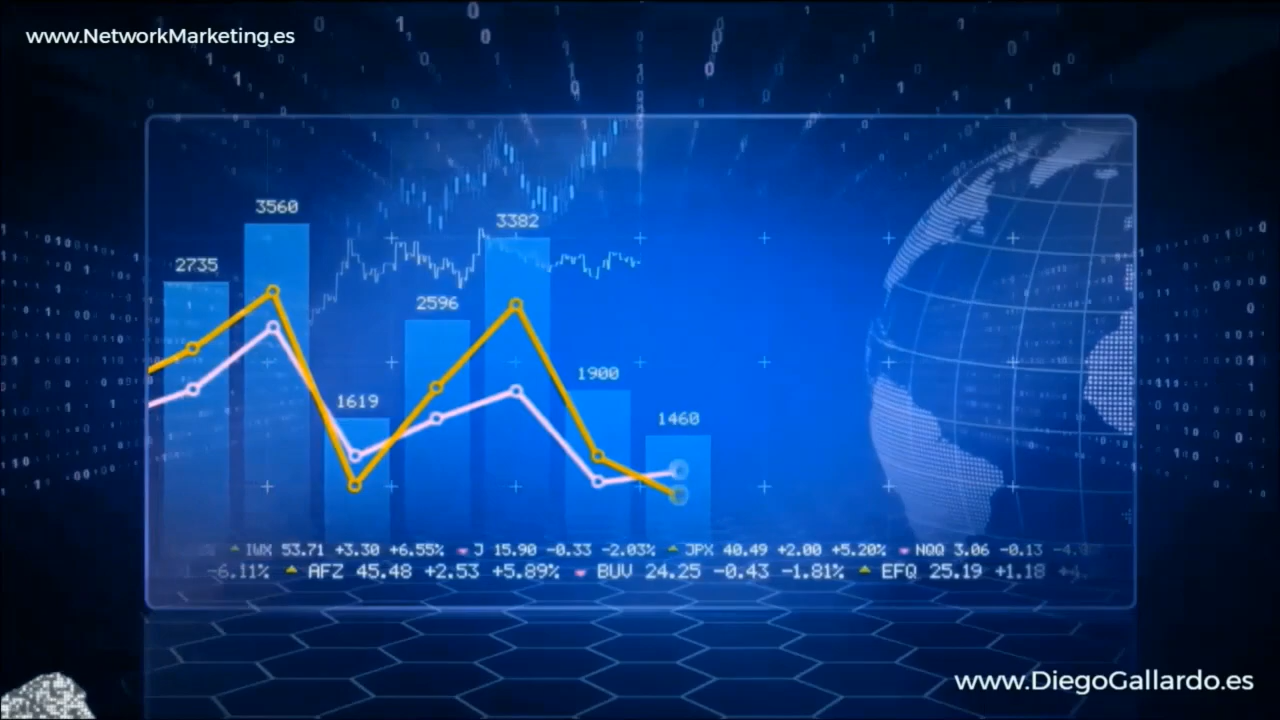 www.NetworkMarketing.es
3560
3382
2735
2596
1900
1619
1460
IWX 53.71 +3.30 +6.55% J 15.90 -0.33 -2.03% JPX 40.49 +2.00 +5.20% NQQ 3.06 -0.13
-6.11% AFZ 45.48 +2.53 +5.89% BUV 24.25 -0.43 -1.81% EFQ 25.19 +1.18
www.DiegoGallardo.es